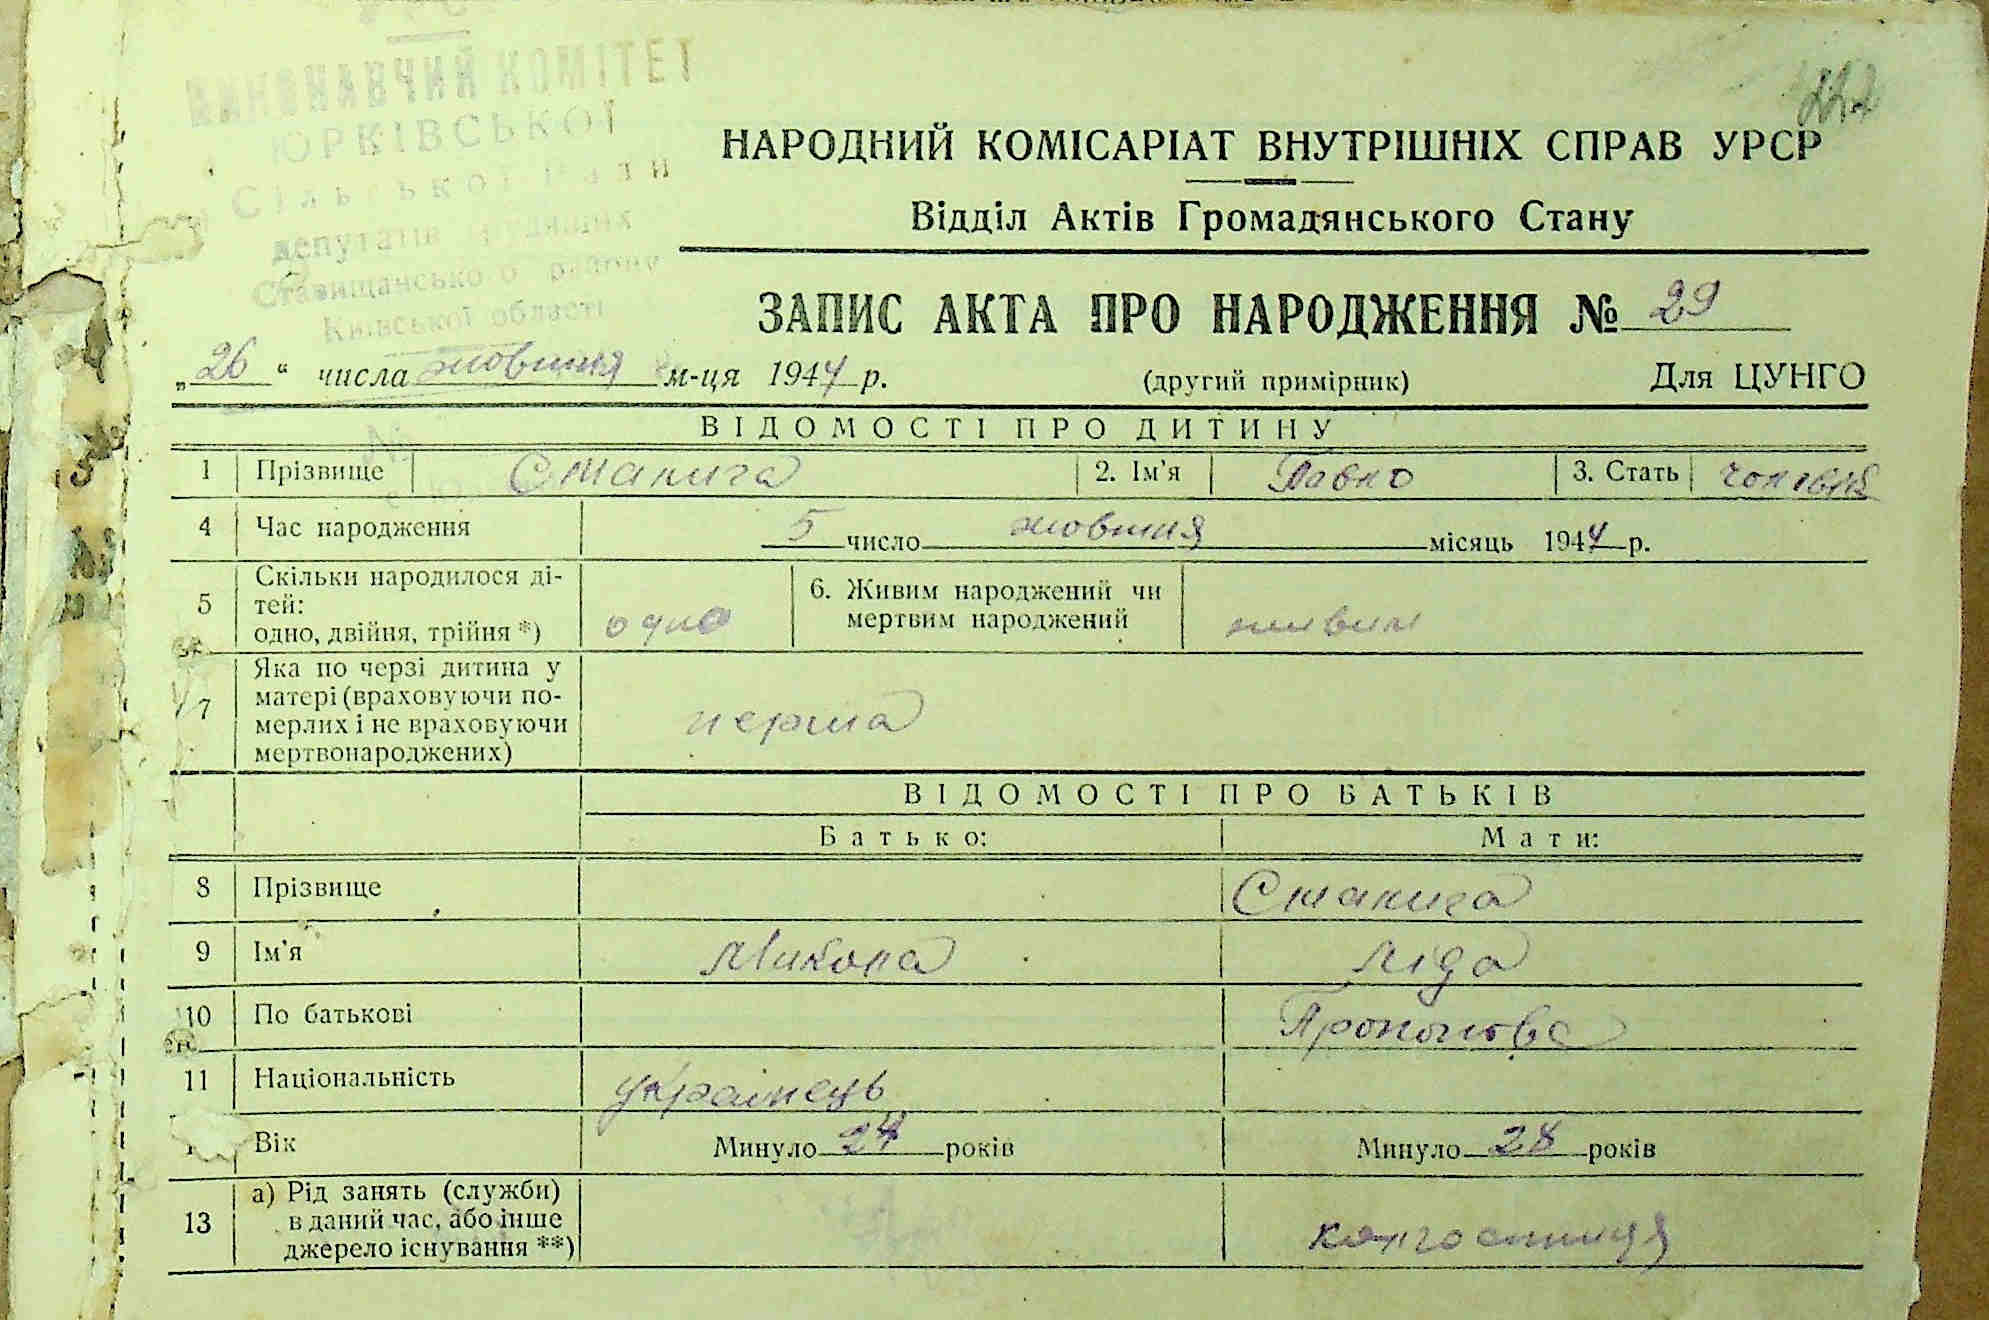 ВИКОНАВЧИЙ КОМІТЕТ
ЮРКІВСЬКОЇ
Сільської Ради
депутатів трудящих
Ставищанського району
Київської області
НАРОДНИЙ КОМІСАРІАТ ВНУТРІШНІХ СПРАВ УРСР
Відділ Актів Громадянського Стану
ЗАПИС АКТА ПРО НАРОДЖЕННЯ № 29
„26“ числа жовтня м-ця 1944 р. (другий примірник) Для ЦУНГО
ВІДОМОСТІ ПРО ДИТИНУ
1 Прізвище Станига 2. Ім'я Павло 3. Стать
4 Час народження 5 число жовтня місяць 1944 р.
5 Скільки народилося ді-
тей:
одно, двійня, трійня *) одно
6. Живим народжений чи
мертвим народжений живим
7 Яка по черзі дитина у
матері (враховуючи по-
мерлих і не враховуючи
мертвонароджених) перша
ВІДОМОСТІ ПРО БАТЬКІВ
Батько: Мати:
8 Прізвище Станига
9 Ім'я Микола Ліда
10 По батькові
11 Національність українець
Вік Минуло 24 років Минуло 28 років
13 а) Рід занять (служби)
в даний час, або інше
джерело існування **) колгоспниця